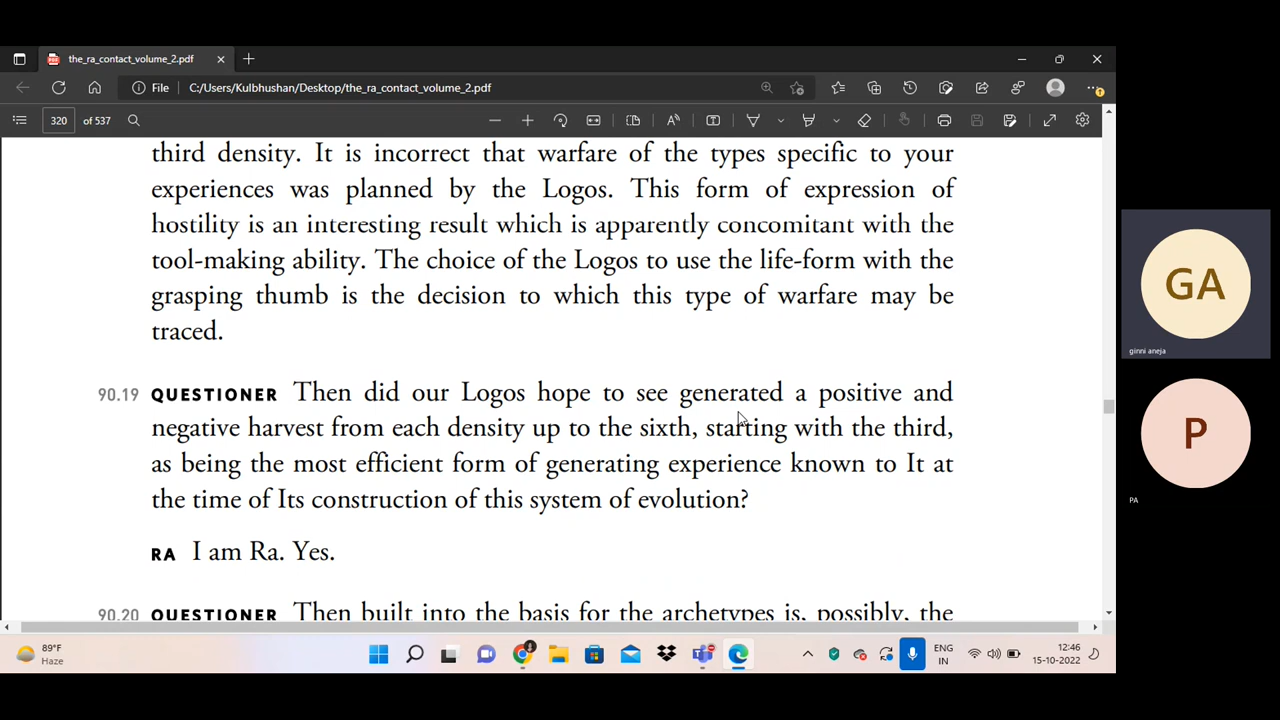 the_ra_contact_volume_2.pdf
File C:/Users/Kulbhushan/Desktop/the_ra_contact_volume_2.pdf
320 of 537
third density. It is incorrect that warfare of the types specific to your
experiences was planned by the Logos. This form of expression of
hostility is an interesting result which is apparently concomitant with the
tool-making ability. The choice of the Logos to use the life-form with the
grasping thumb is the decision to which this type of warfare may be
traced.
90.19 QUESTIONER Then did our Logos hope to see generated a positive and
negative harvest from each density up to the sixth, starting with the third,
as being the most efficient form of generating experience known to It at
the time of Its construction of this system of evolution?
RA I am Ra. Yes.
90.20 QUESTIONER Then built into the basis for the archetypes is, possibly, the
GA
ginni aneja
P
PA
89°F
Haze
ENG
IN
12:46
15-10-2022